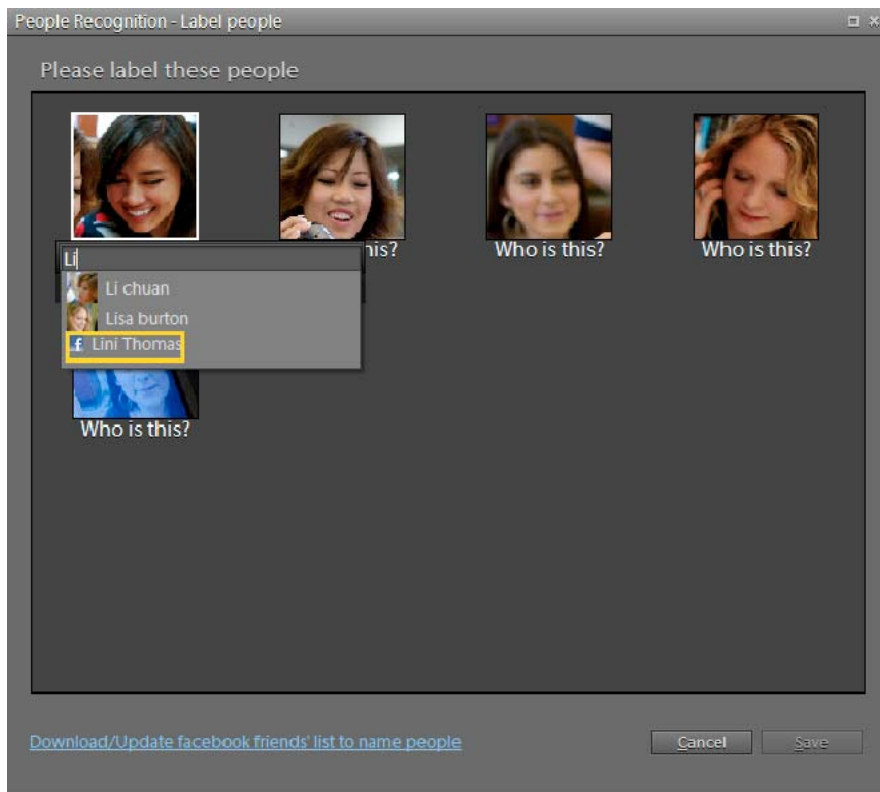 People Recognition - Label people
Please label these people
his?
Who is this?
Who is this?
Li
Li chuan
Lisa burton
f Lini Thomas
Who is this?
Download/Update facebook friends' list to name people
Cancel
Save